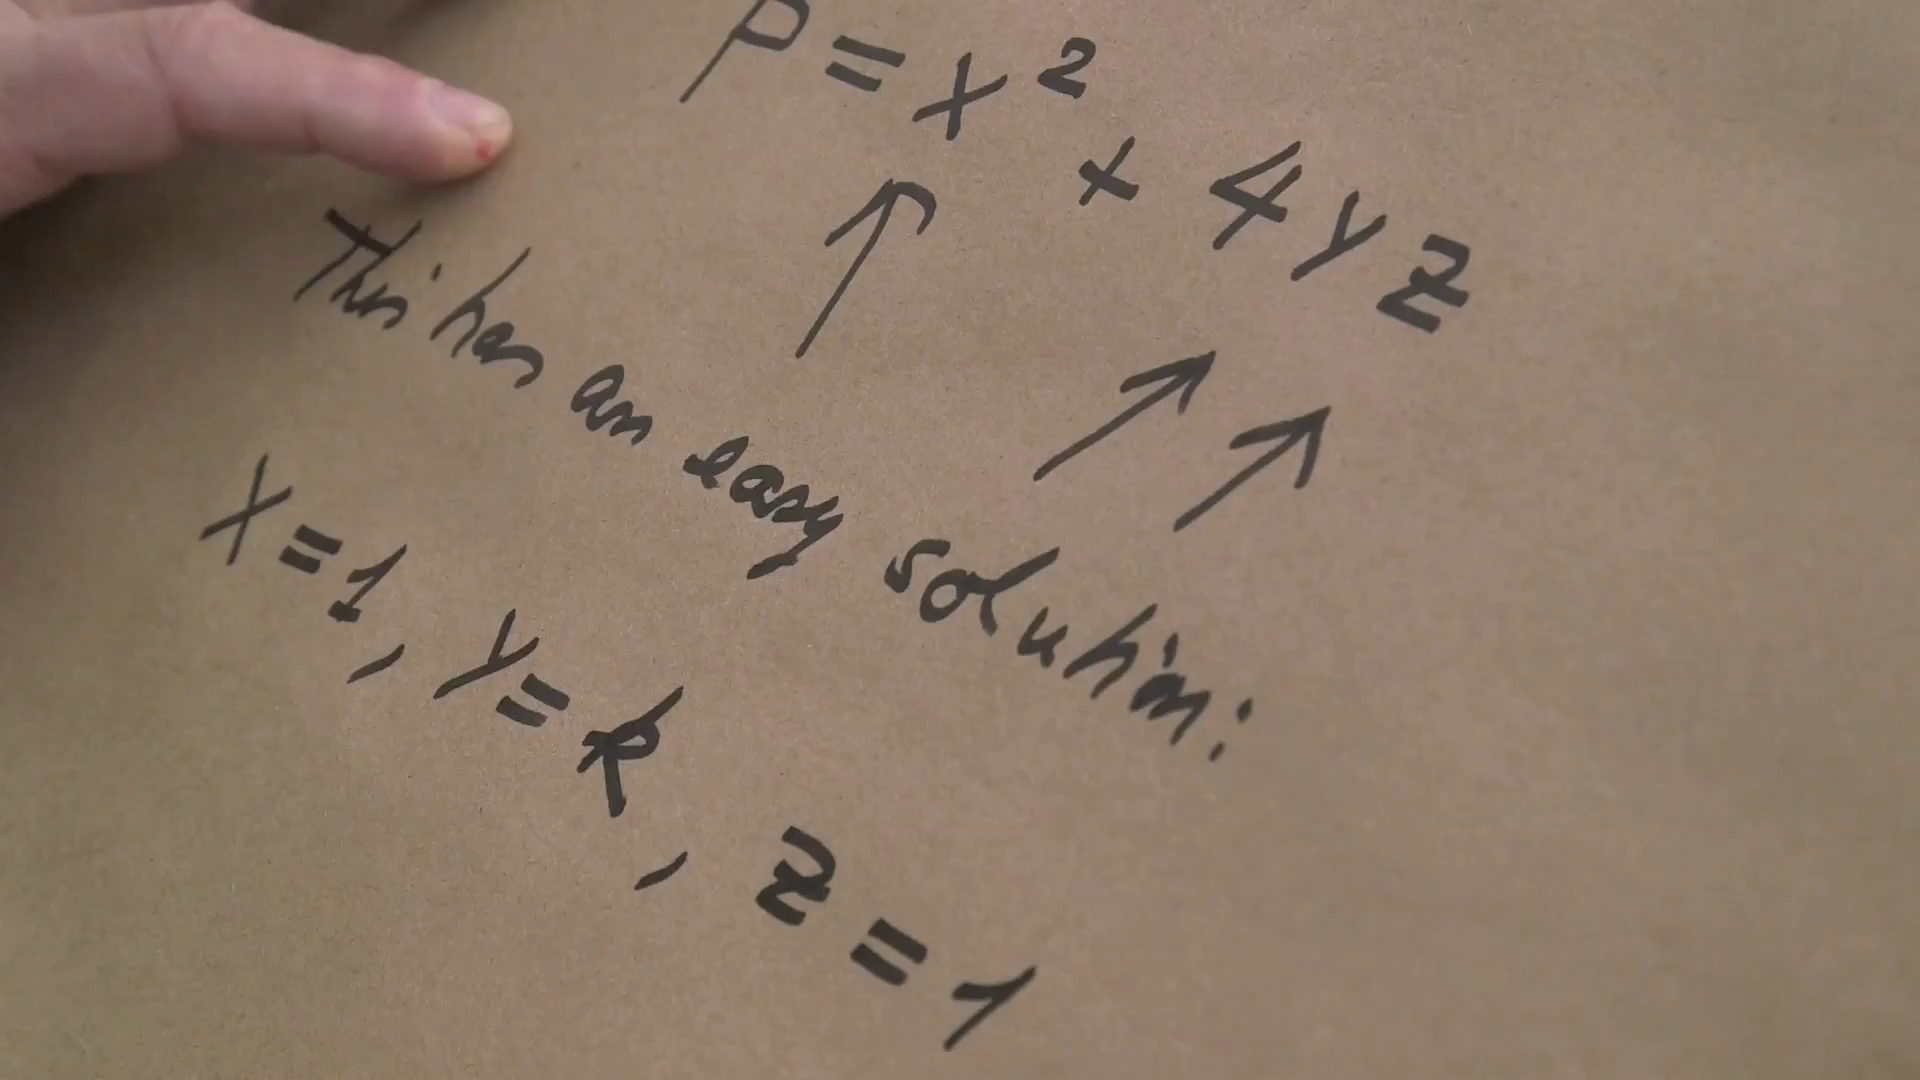 P = x² + 4yz
This has an easy solution:
x = 1, y = k, z = 1